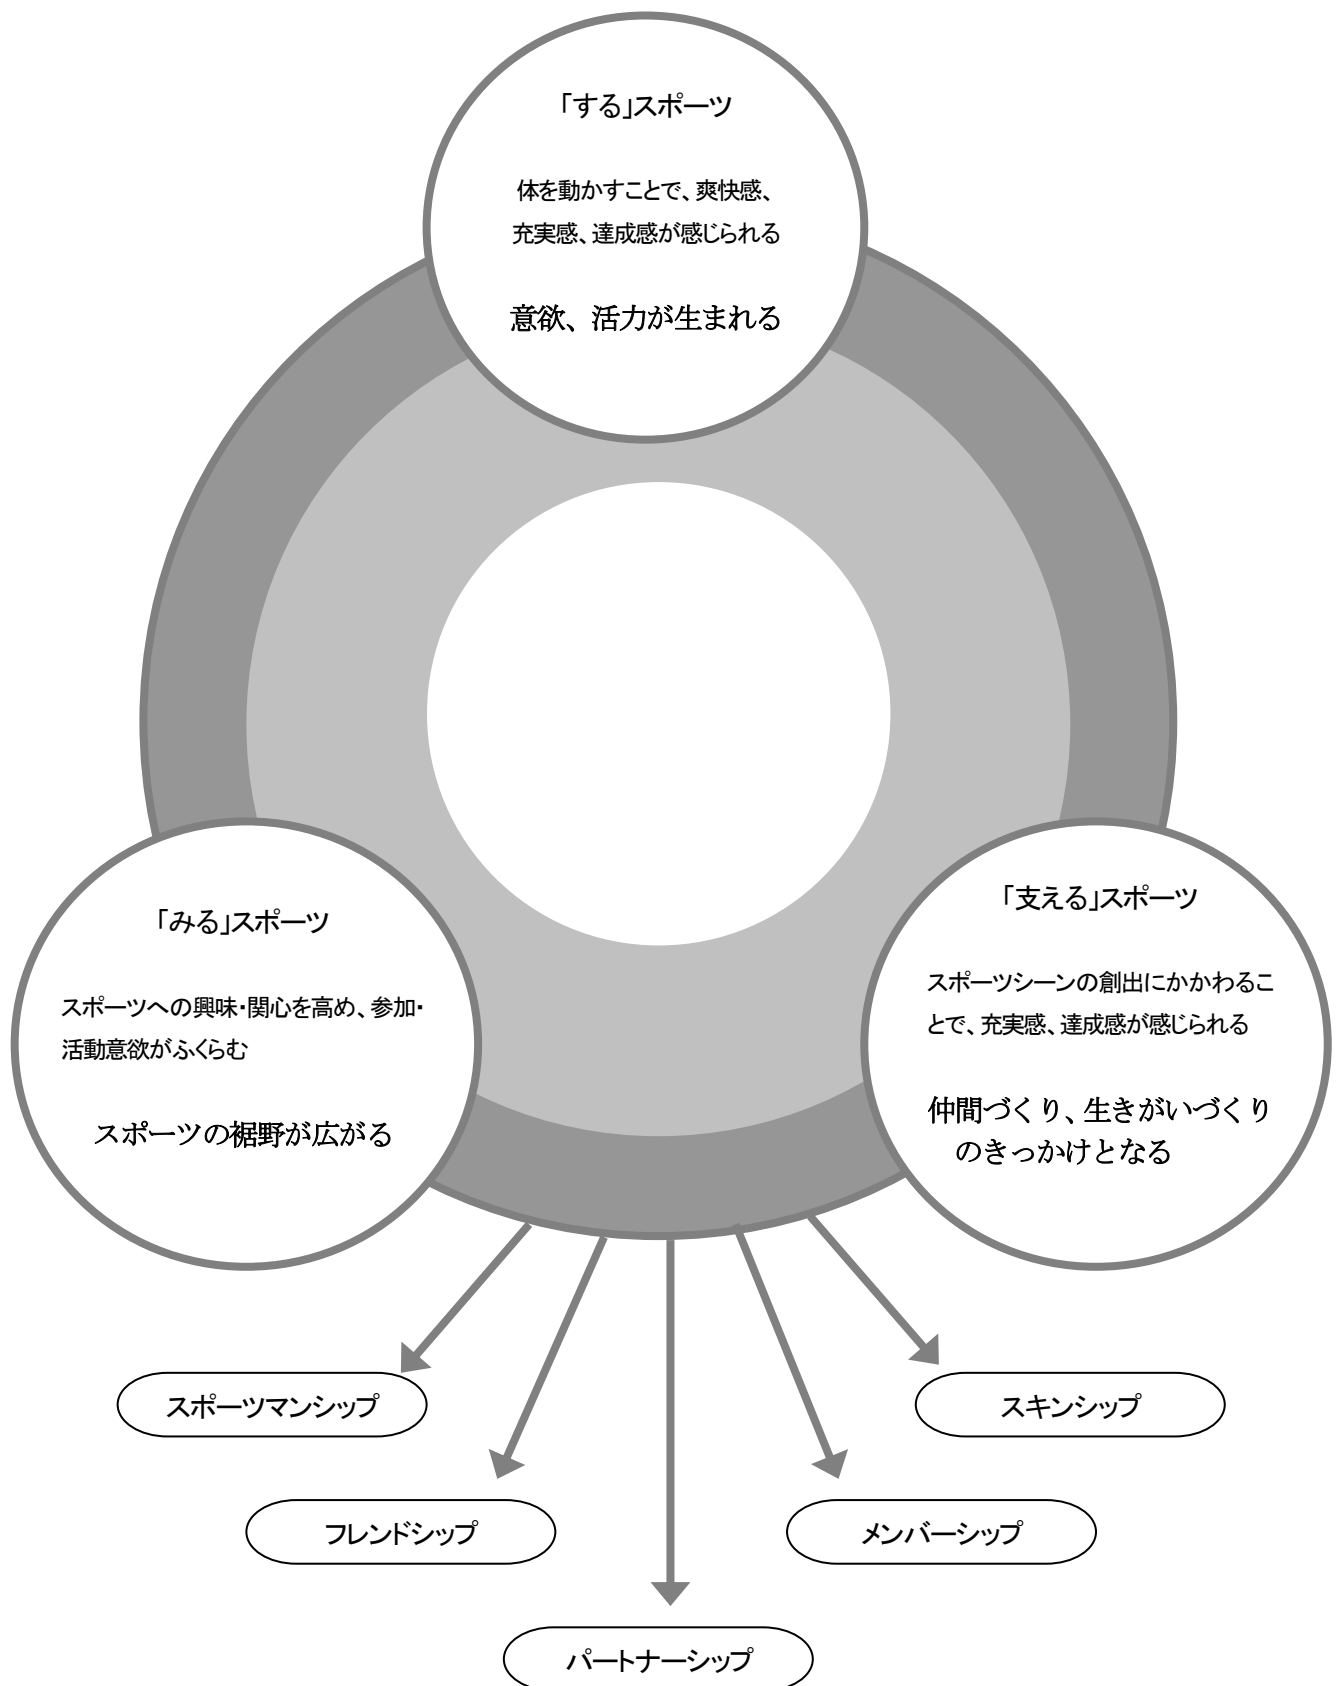 「する」スポーツ
体を動かすことで、爽快感、
充実感、達成感が感じられる
意欲、活力が生まれる
「みる」スポーツ
スポーツへの興味・関心を高め、参加・
活動意欲がふくらむ
スポーツの裾野が広がる
「支える」スポーツ
スポーツシーンの創出にかかわるこ
とで、充実感、達成感が感じられる
仲間づくり、生きがいづくり
のきっかけとなる
スポーツマンシップ
スキンシップ
フレンドシップ
メンバーシップ
パートナーシップ